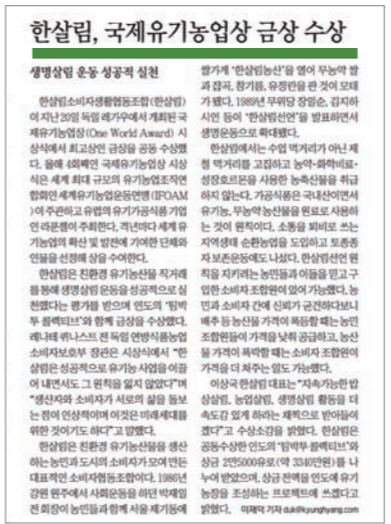 한살림, 국제유기농업상 금상 수상
생명살림 운동 성공적 실천
한살림소비자생활협동조합(한살림)
이 지난 20일 독일 레가우에서 개최된 국
제유기농업상(One World Award) 시
상식에서 최고상인 금상을 공동 수상했
다. 올해 4회째인 국제유기농업상 시상
식은 세계 최대 규모의 유기농업조직연
합회인 세계유기농업운동연맹(IFOAM
)이 주관하고 유럽의 유기가공식품 기업
인 라푼젤이 주최한다. 격년마다 세계 유
기농업의 확산 및 발전에 기여한 단체와
인물을 선정해 상을 수여한다.
한살림은 친환경 유기농산물 직거래
를 통해 생명살림 운동을 성공적으로 실
천했다는 평가를 받으며 인도의 '팀박
투 콜렉티브'와 함께 금상을 수상했다.
레나테 퀴나스트 전 독일 연방식품농업
소비자보호부 장관은 시상식에서 "한
살림은 성공적으로 유기농 사업을 이끌
어 내면서도 그 원칙을 잃지 않았다"며
"생산자와 소비자가 서로의 삶을 돌보
는 점이 인상적이며 이것은 미래세대를
위한 것이기도 하다"고 말했다.
한살림은 친환경 유기농산물을 생산
하는 농민과 도시의 소비자가 모여 만든
대표적인 소비자협동조합이다. 1986년
강원 원주에서 사회운동을 하던 박재일
전 회장이 농민들과 함께 서울 제기동에
쌀가게 '한살림농산'을 열어 무농약 쌀
과 잡곡, 참기름, 유정란을 판 것이 모태
가 됐다. 1989년 무위당 장일순, 김지하
시인 등이 '한살림선언'을 발표하면서
생명운동으로 확대됐다.
한살림에서는 수입 먹거리가 아닌 제
철 먹거리를 고집하고 농약·화학비료·
성장호르몬을 사용한 농축산물을 취급
하지 않는다. 가공식품은 국내산이면서
유기농, 무농약 농산물을 원료로 사용하
는 것이 원칙이다. 소똥을 퇴비로 쓰는
지역생태 순환농업을 도입하고 토종종
자 보존운동에도 나섰다. 한살림선언 원
칙을 지키려는 농민들과 이들을 믿고 구
입한 소비자 조합원이 있어 가능했다. 농
민과 소비자 간에 신뢰가 굳건하다보니
배추 등 농산물 가격이 폭등할 때는 농민
조합원들이 가격을 낮춰 공급하고, 농산
물 가격이 폭락할 때는 소비자 조합원이
가격을 더 쳐주는 일도 가능했다.
이상국 한살림 대표는 "지속가능한 밥
상살림, 농업살림, 생명살림 활동을 더
속도감 있게 하라는 채찍으로 받아들이
겠다"고 수상소감을 밝혔다. 한살림은
공동수상한 인도의 '팀박투 콜렉티브'와
상금 2만5000유로(약 3340만원)를 나
누어 받았으며, 상금 전액을 인도에 유기
농장을 조성하는 프로젝트에 쓰겠다고
밝혔다. 이재덕 기자 duk@kyunghyang.com